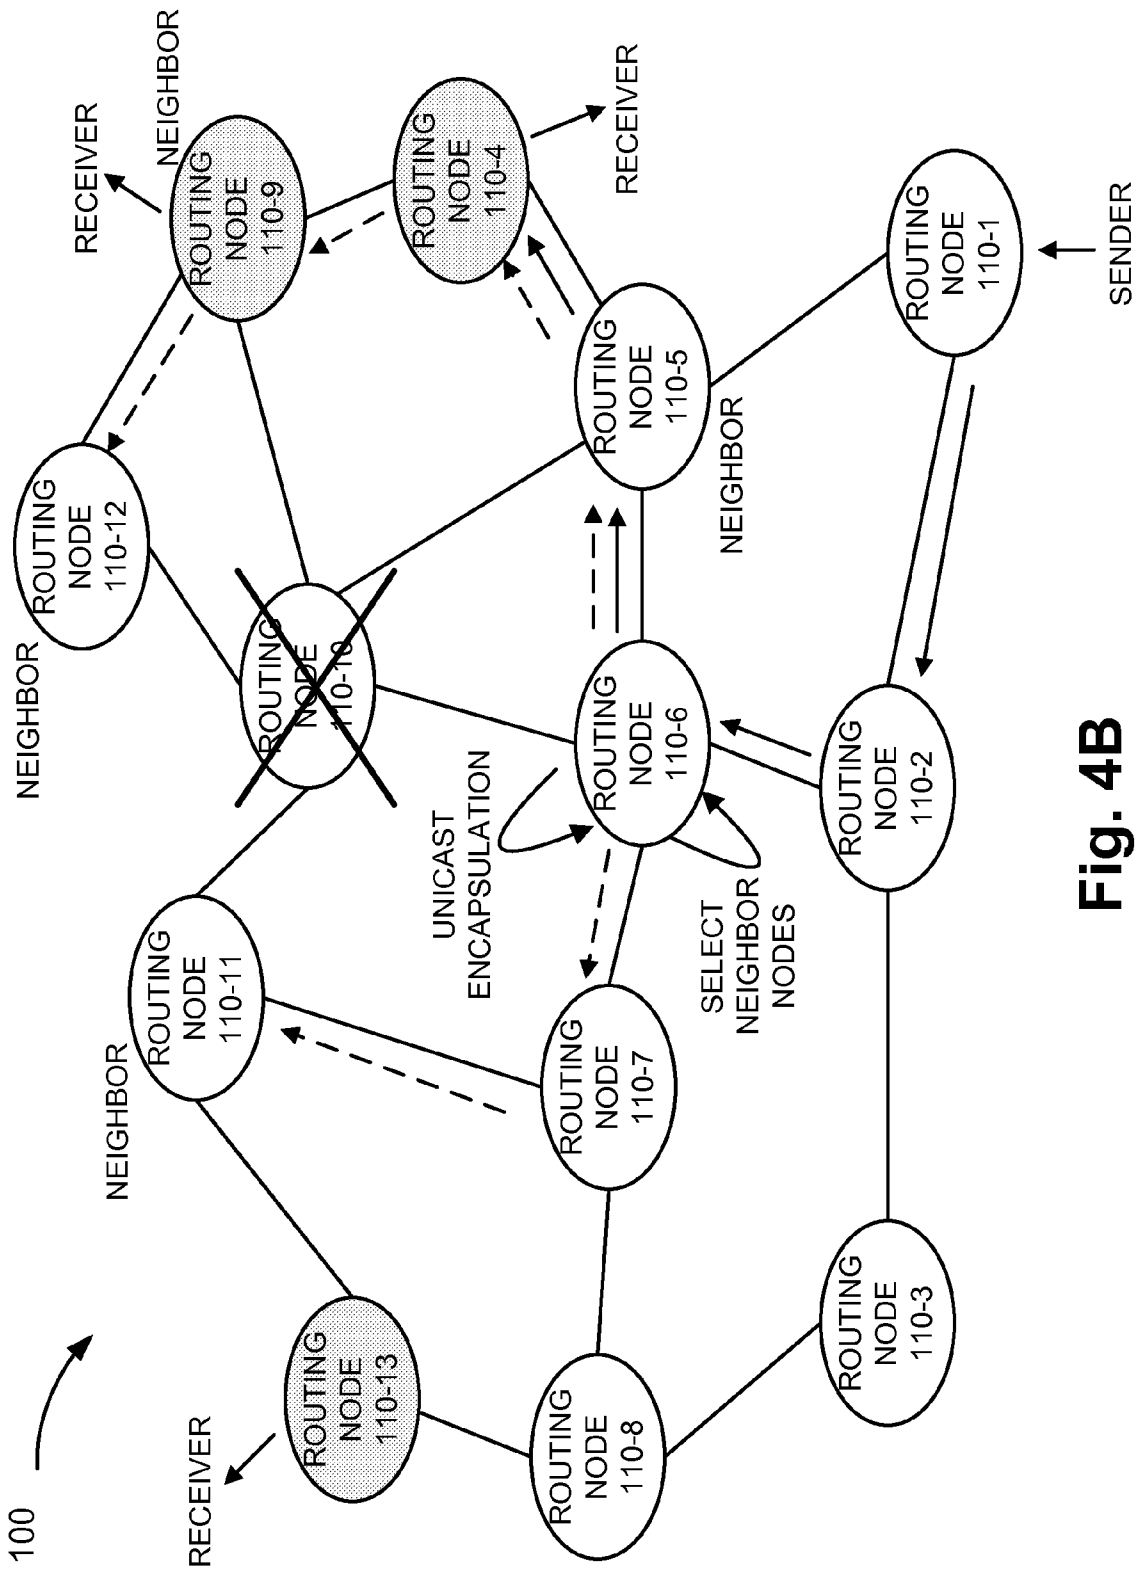 100
RECEIVER
ROUTING
NODE
110-13
NEIGHBOR
ROUTING
NODE
110-11
NEIGHBOR
ROUTING
NODE
110-12
RECEIVER
NEIGHBOR
ROUTING
NODE
110-9
ROUTING
NODE
110-10
ROUTING
NODE
110-4
RECEIVER
UNICAST
ENCAPSULATION
ROUTING
NODE
110-8
ROUTING
NODE
110-7
ROUTING
NODE
110-6
ROUTING
NODE
110-5
NEIGHBOR
SELECT
NEIGHBOR
NODES
ROUTING
NODE
110-3
ROUTING
NODE
110-2
ROUTING
NODE
110-1
SENDER
Fig. 4B